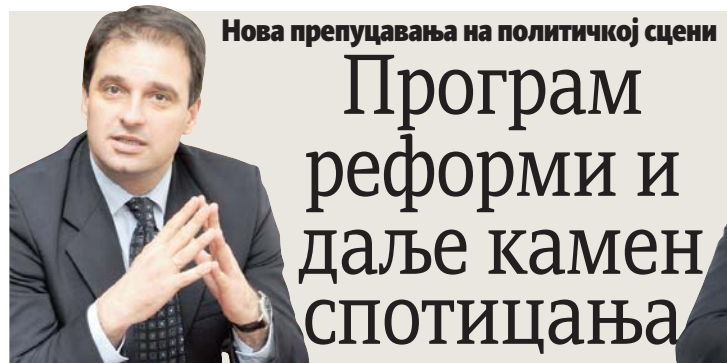 Нова препуцавања на политичкој сцени
Програм
реформи и
даље камен
спотицања